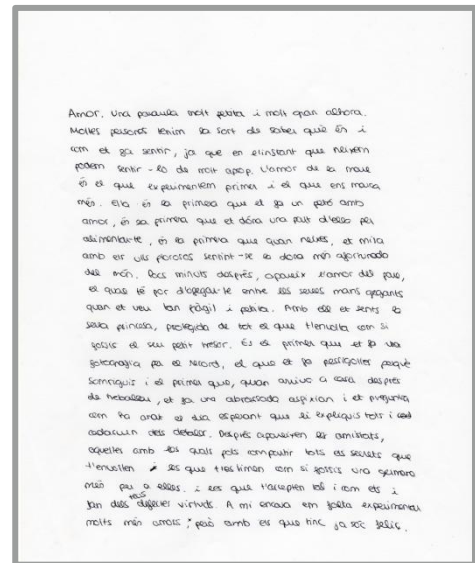 Amor. Una paraula molt petita i molt gran alhora.
Moltes persones tenim la sort de saber què és i
com et fa sentir, ja que en l'instant que neixem
podem sentir-lo de molt aprop. L'amor de la mare
és el que experimentem primer i el que ens marca
més. Ella és la primera que et fa un petó amb
amor, és la primera que et dóna una part d'ella per
alimentar-te, és la primera que quan neixes, et mira
amb els ulls plorosos sentint-se la dona més afortunada
del món. Pocs minuts després, apareix l'amor del pare,
el qual té por d'agafar-te entre les seves mans gegants
quan et veu tan fràgil i petita. Amb ell et sents la
seva princesa, protegida de tot el que t'envolta com si
fossis el seu petit tresor. És el primer que et fa una
fotografia pel record, el que et fa pessigolles perquè
somriguis i el primer que, quan arriva a casa després
de treballar, et fa una abraçada i et pregunta
com ha anat el dia esperant que li expliquis tots i
cadascun dels detalls. Després apareixen les amistats,
aquelles amb les quals pots compartir tots els secrets que
t'envolten i les que t'estimen com si fossis una germana
més per a elles. i les que t'accepten tal i com ets i
fan dels teus defectes virtuts. A mi encara em falta experimentar
molts més amors, però amb els que tinc ja sóc feliç.